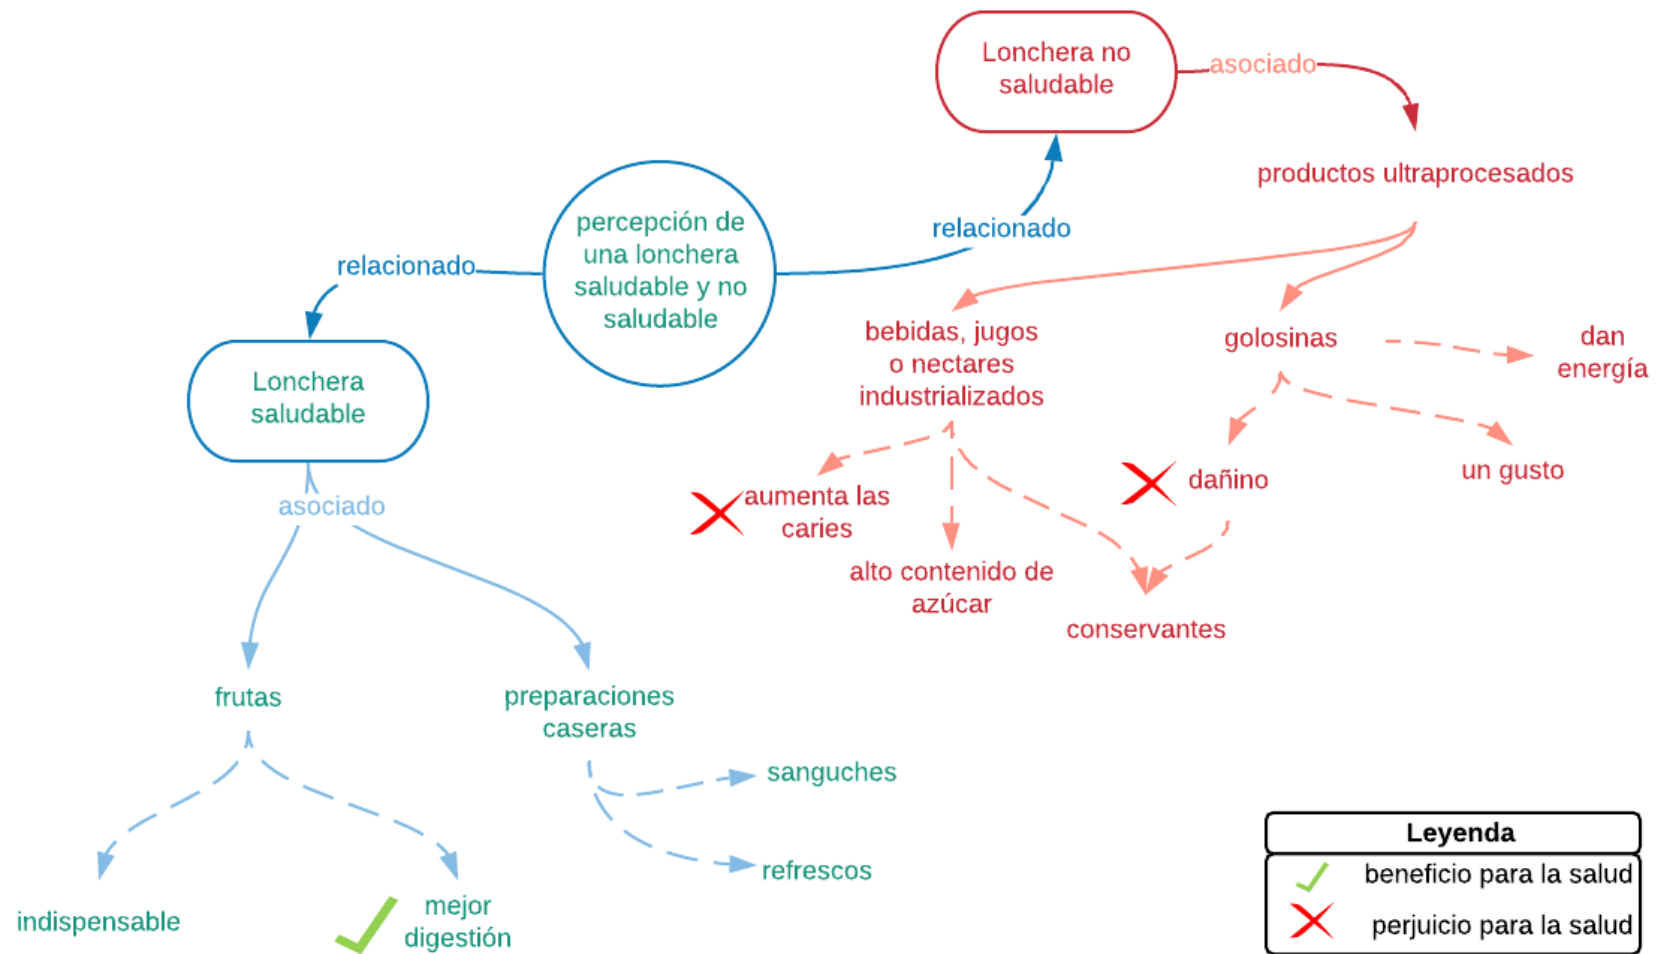 Lonchera no
saludable
asociado
productos ultraprocesados
percepción de
una lonchera
saludable y no
saludable
relacionado
relacionado
Lonchera
saludable
bebidas, jugos
o nectares
industrializados
golosinas
dan
energía
aumenta las
caries
dañino
un gusto
asociado
alto contenido de
azúcar
conservantes
frutas
preparaciones
caseras
sanguches
refrescos
indispensable
mejor
digestión
Leyenda
beneficio para la salud
perjuicio para la salud